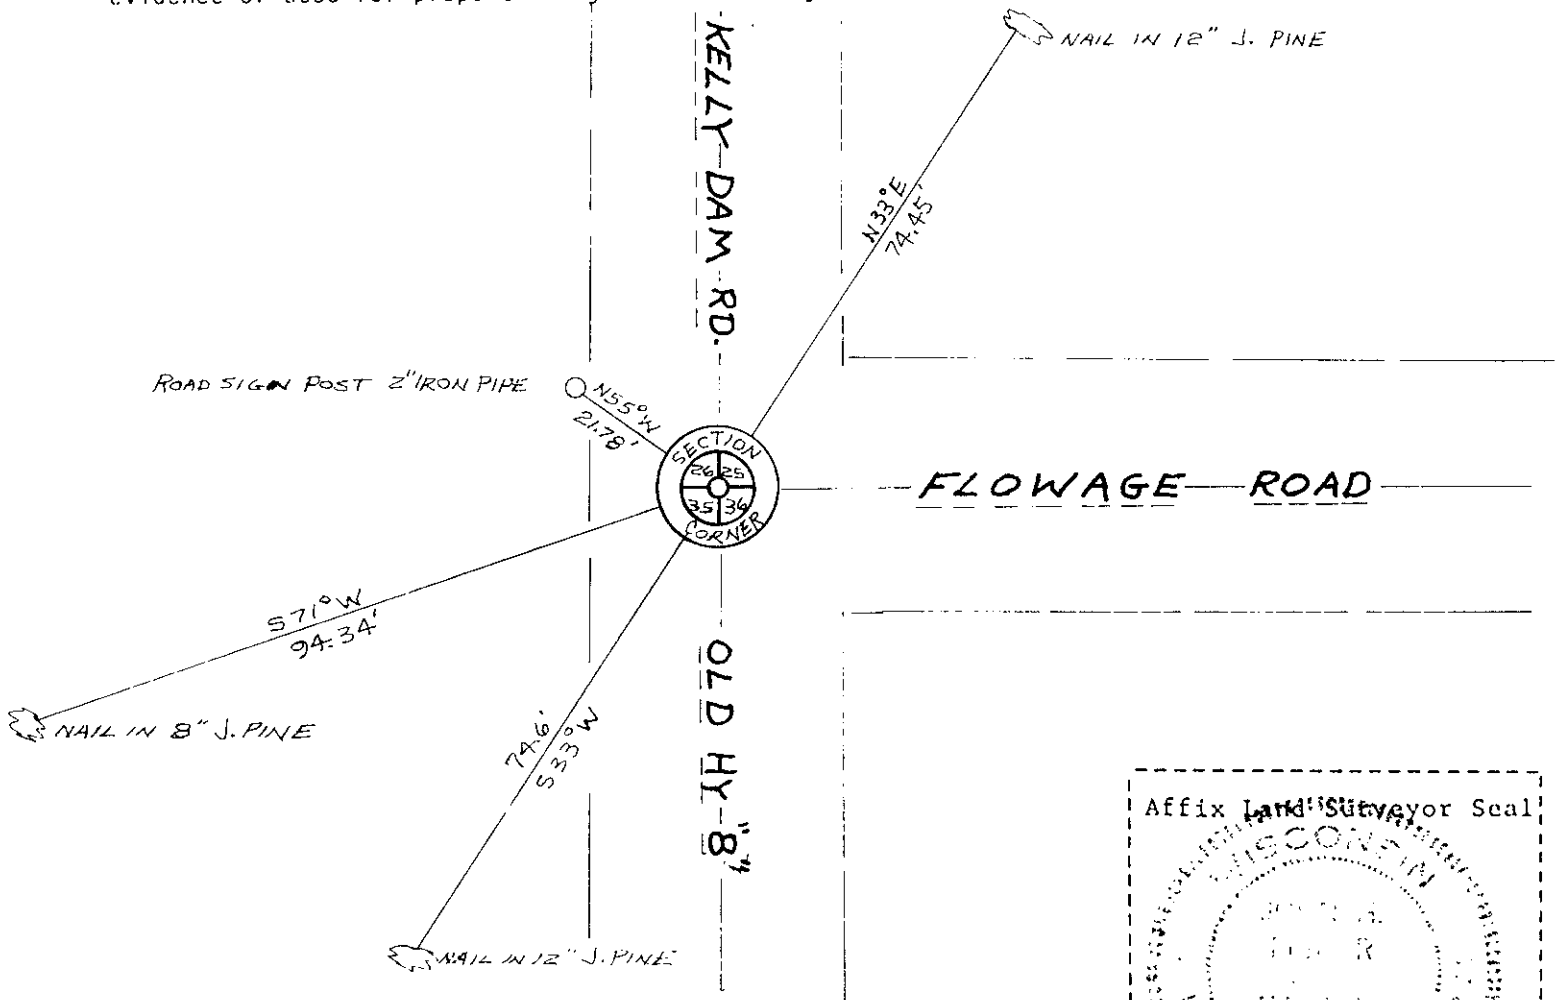 KELLY DAM RD.
NAIL IN 12" J. PINE
N33°E
74.45'
ROAD SIGN POST 2" IRON PIPE
N55°W
21.78'
SECTION
26 25
35 36
CORNER
FLOWAGE ROAD
S71°W
94.34'
NAIL IN 8" J. PINE
74.6'
S33°W
OLD HY "8"
NAIL IN 12" J. PINE
Affix Land Surveyor Seal
WISCONSIN